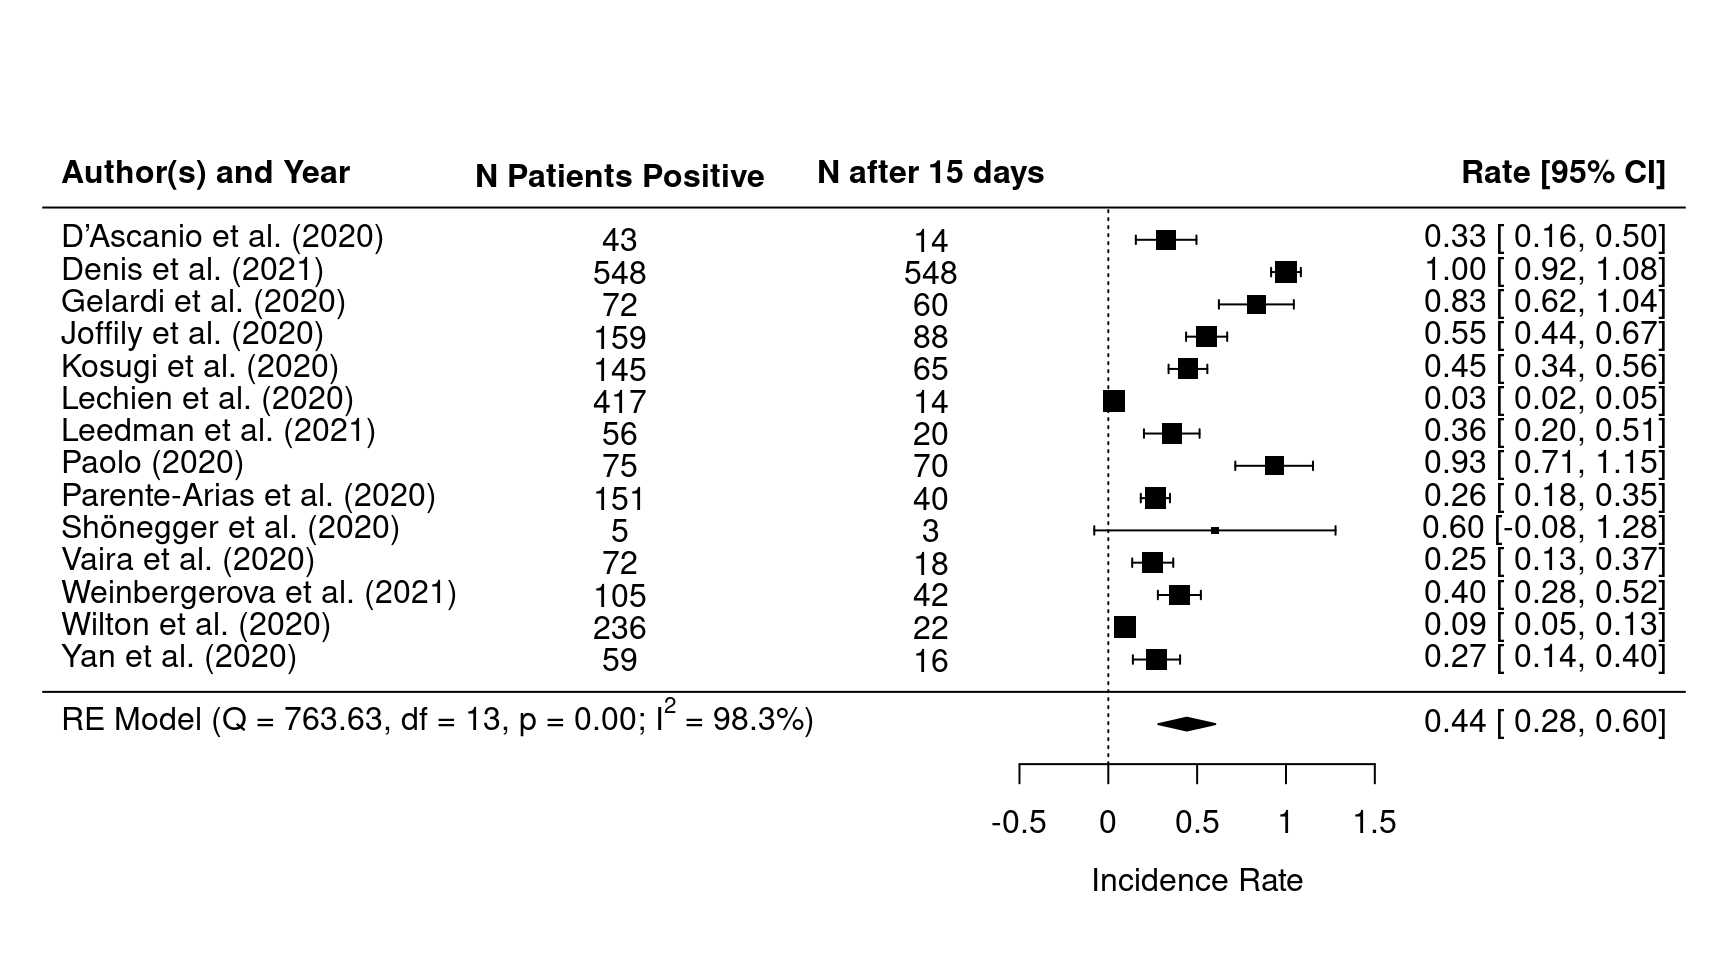 Author(s) and Year N Patients Positive N after 15 days Rate [95% CI]
D’Ascanio et al. (2020) 43 14 0.33 [ 0.16, 0.50]
Denis et al. (2021) 548 548 1.00 [ 0.92, 1.08]
Gelardi et al. (2020) 72 60 0.83 [ 0.62, 1.04]
Joffily et al. (2020) 159 88 0.55 [ 0.44, 0.67]
Kosugi et al. (2020) 145 65 0.45 [ 0.34, 0.56]
Lechien et al. (2020) 417 14 0.03 [ 0.02, 0.05]
Leedman et al. (2021) 56 20 0.36 [ 0.20, 0.51]
Paolo (2020) 75 70 0.93 [ 0.71, 1.15]
Parente-Arias et al. (2020) 151 40 0.26 [ 0.18, 0.35]
Shönegger et al. (2020) 5 3 0.60 [-0.08, 1.28]
Vaira et al. (2020) 72 18 0.25 [ 0.13, 0.37]
Weinbergerova et al. (2021) 105 42 0.40 [ 0.28, 0.52]
Wilton et al. (2020) 236 22 0.09 [ 0.05, 0.13]
Yan et al. (2020) 59 16 0.27 [ 0.14, 0.40]
RE Model (Q = 763.63, df = 13, p = 0.00; I² = 98.3%) 0.44 [ 0.28, 0.60]
-0.5 0 0.5 1 1.5
Incidence Rate